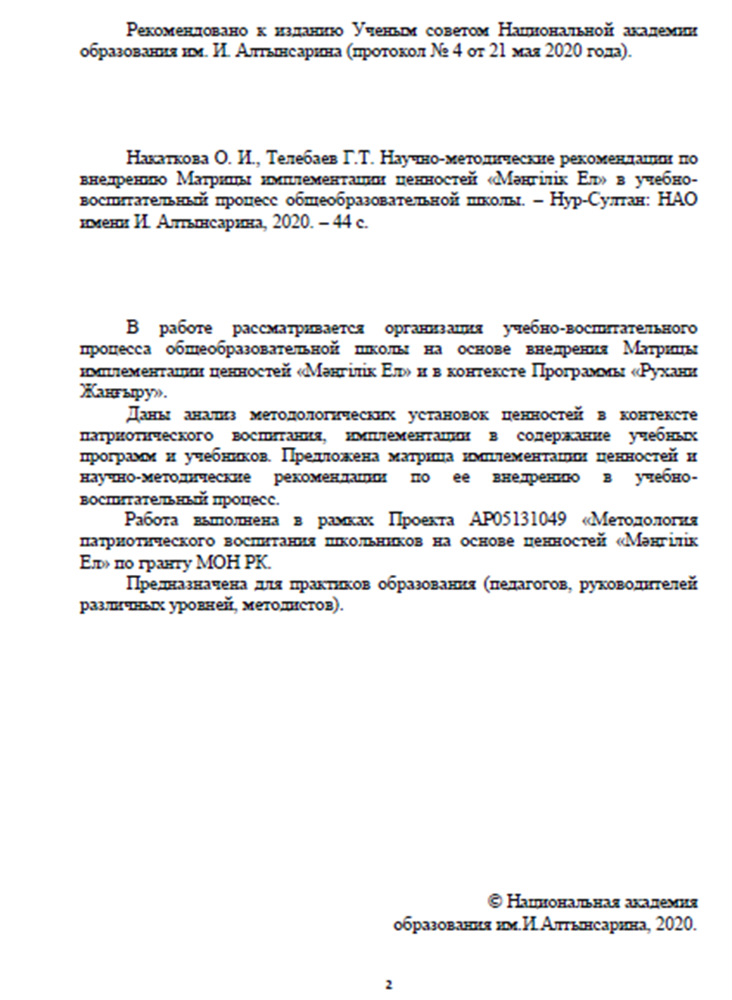 Рекомендовано к изданию Ученым советом Национальной академии
образования им. И. Алтынсарина (протокол № 4 от 21 мая 2020 года).
Накаткова О. И., Телебаев Г.Т. Научно-методические рекомендации по
внедрению Матрицы имплементации ценностей «Мәңгілік Ел» в учебно-
воспитательный процесс общеобразовательной школы. – Нур-Султан: НАО
имени И. Алтынсарина, 2020. – 44 с.
В работе рассматривается организация учебно-воспитательного
процесса общеобразовательной школы на основе внедрения Матрицы
имплементации ценностей «Мәңгілік Ел» и в контексте Программы «Рухани
Жаңғыру».
Даны анализ методологических установок ценностей в контексте
патриотического воспитания, имплементации в содержание учебных
программ и учебников. Предложена матрица имплементации ценностей и
научно-методические рекомендации по ее внедрению в учебно-
воспитательный процесс.
Работа выполнена в рамках Проекта АР05131049 «Методология
патриотического воспитания школьников на основе ценностей «Мәңгілік
Ел» по гранту МОН РК.
Предназначена для практиков образования (педагогов, руководителей
различных уровней, методистов).
© Национальная академия
образования им.И.Алтынсарина, 2020.
2